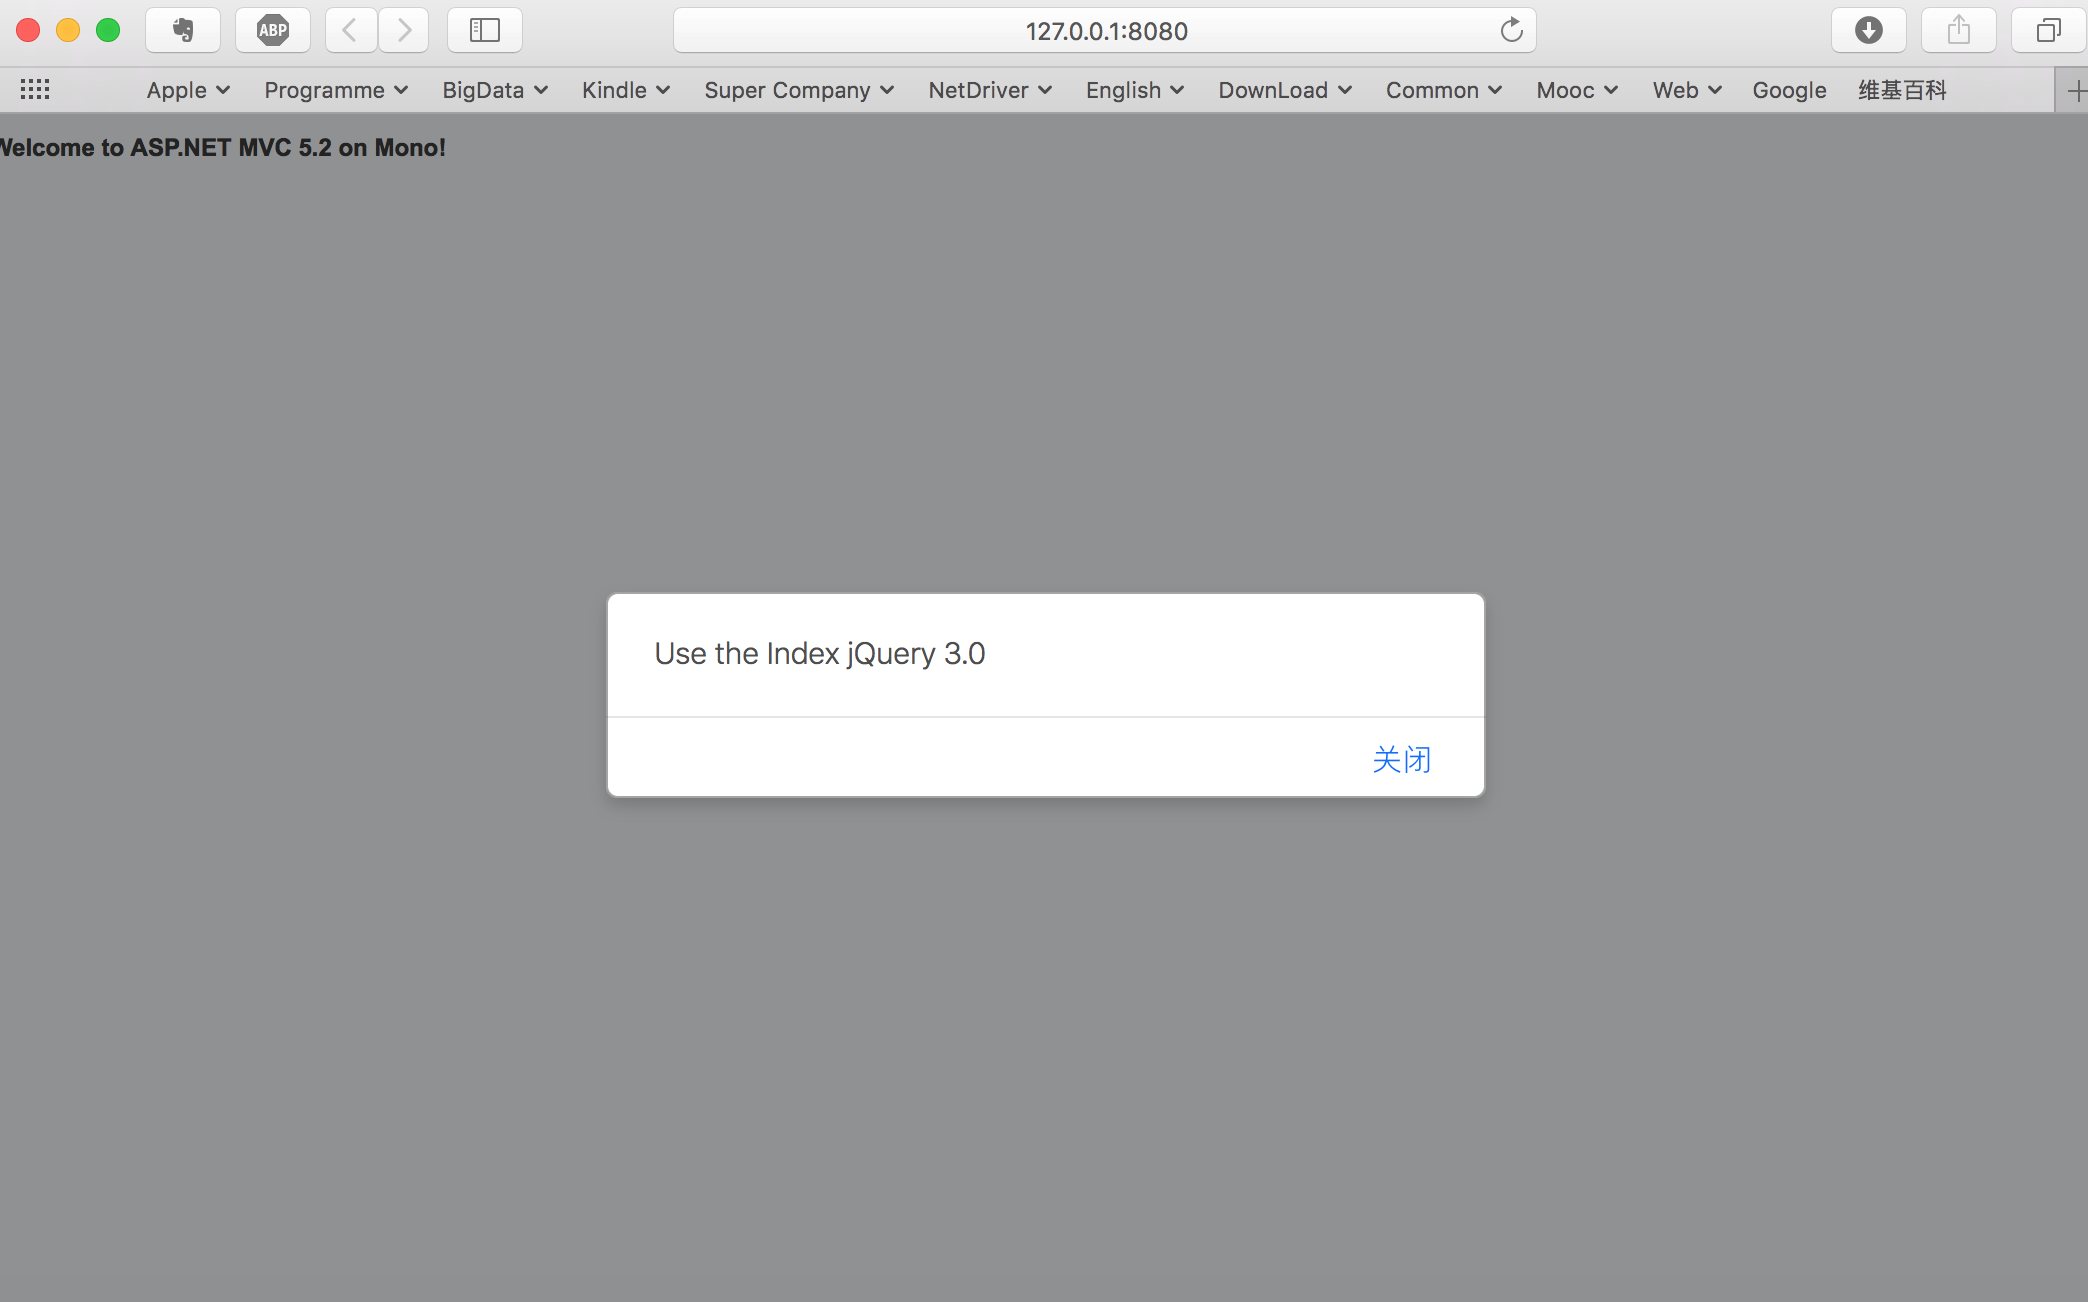 ABP
127.0.0.1:8080
Apple Programme BigData Kindle Super Company NetDriver English DownLoad Common Mooc Web Google 维基百科
Welcome to ASP.NET MVC 5.2 on Mono!
Use the Index jQuery 3.0
关闭